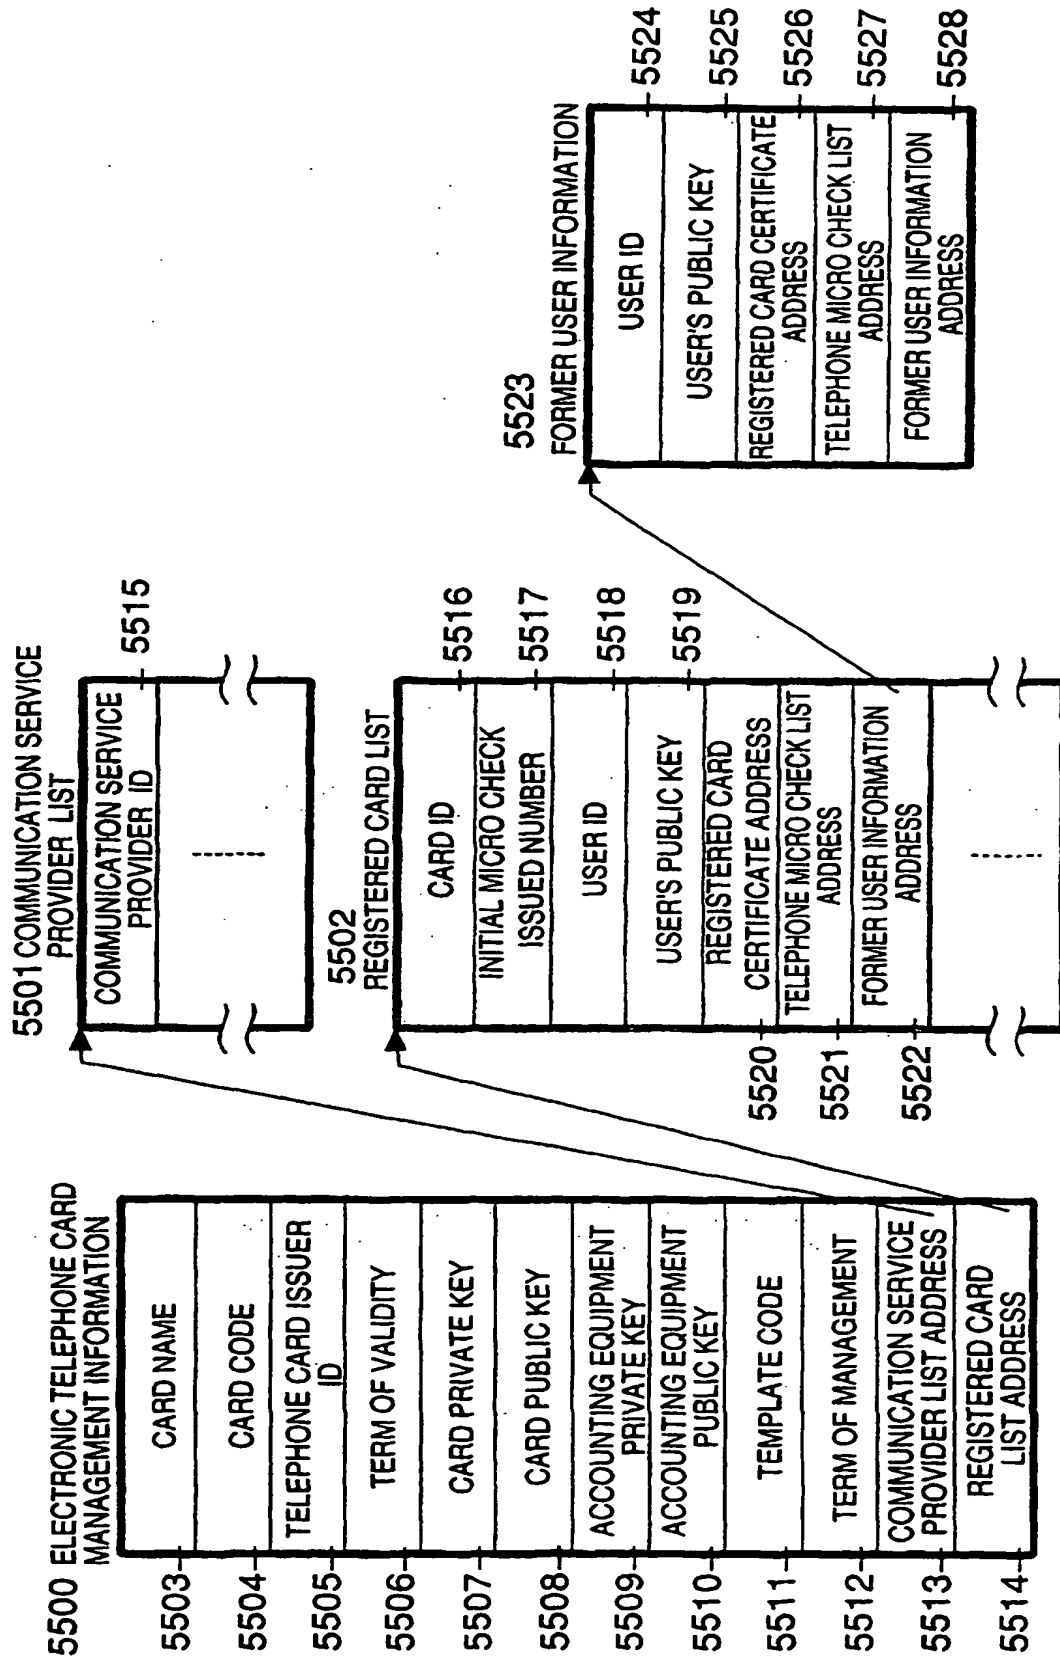 5500 ELECTRONIC TELEPHONE CARD
MANAGEMENT INFORMATION
5503
CARD NAME
5504
CARD CODE
5505
TELEPHONE CARD ISSUER
ID
5506
TERM OF VALIDITY
5507
CARD PRIVATE KEY
5508
CARD PUBLIC KEY
5509
ACCOUNTING EQUIPMENT
PRIVATE KEY
5510
ACCOUNTING EQUIPMENT
PUBLIC KEY
5511
TEMPLATE CODE
5512
TERM OF MANAGEMENT
5513
COMMUNICATION SERVICE
PROVIDER LIST ADDRESS
5514
REGISTERED CARD
LIST ADDRESS
5501 COMMUNICATION SERVICE
PROVIDER LIST
COMMUNICATION SERVICE
PROVIDER ID
5515
5502
REGISTERED CARD LIST
CARD ID
5516
INITIAL MICRO CHECK
ISSUED NUMBER
5517
USER ID
5518
USER'S PUBLIC KEY
5519
REGISTERED CARD
CERTIFICATE ADDRESS
5520
TELEPHONE MICRO CHECK LIST
ADDRESS
5521
FORMER USER INFORMATION
ADDRESS
5522
5523
FORMER USER INFORMATION
USER ID
5524
USER'S PUBLIC KEY
5525
REGISTERED CARD CERTIFICATE
ADDRESS
5526
TELEPHONE MICRO CHECK LIST
ADDRESS
5527
FORMER USER INFORMATION
ADDRESS
5528